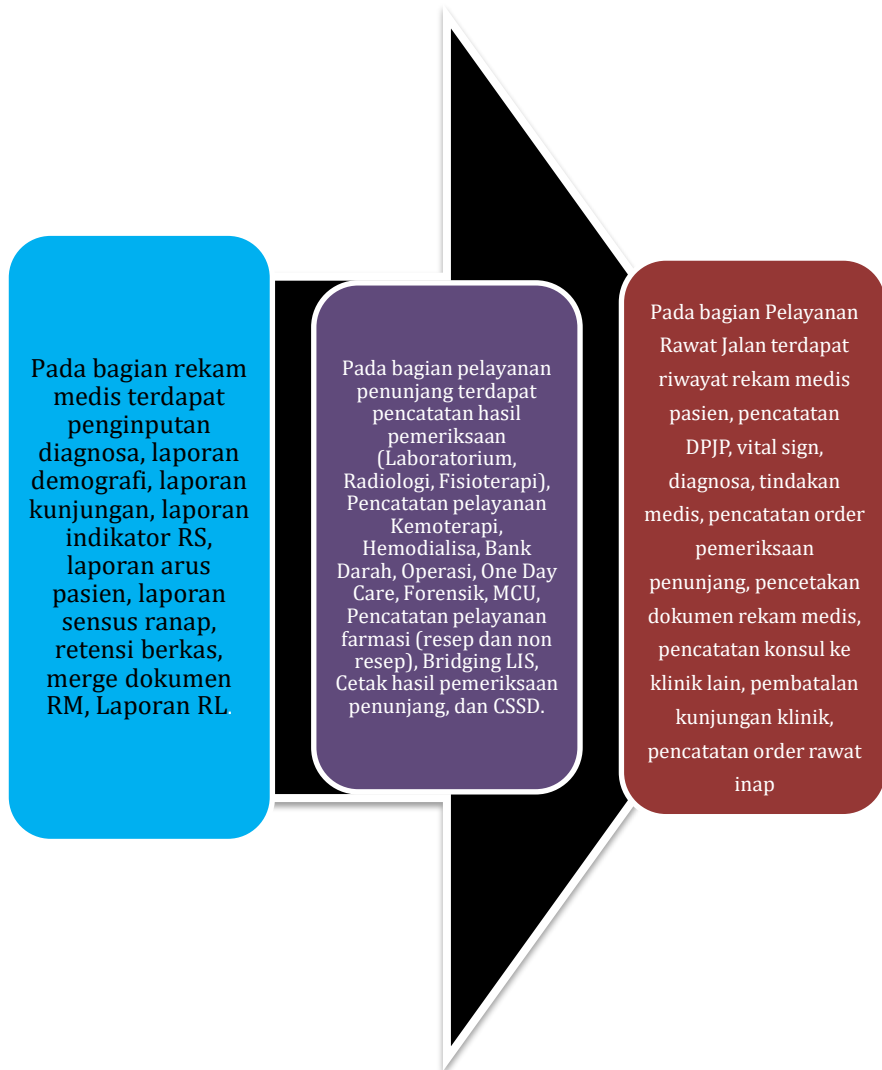 Pada bagian rekam
medis terdapat
penginputan
diagnosa, laporan
demografi, laporan
kunjungan, laporan
indikator RS,
laporan arus
pasien, laporan
sensus ranap,
retensi berkas,
merge dokumen
RM, Laporan RL.
Pada bagian pelayanan
penunjang terdapat
pencatatan hasil
pemeriksaan
(Laboratorium,
Radiologi, Fisioterapi),
Pencatatan pelayanan
Kemoterapi,
Hemodialisa, Bank
Darah, Operasi, One Day
Care, Forensik, MCU,
Pencatatan pelayanan
farmasi (resep dan non
resep), Bridging LIS,
Cetak hasil pemeriksaan
penunjang, dan CSSD.
Pada bagian Pelayanan
Rawat Jalan terdapat
riwayat rekam medis
pasien, pencatatan
DPJP, vital sign,
diagnosa, tindakan
medis, pencatatan order
pemeriksaan
penunjang, pencetakan
dokumen rekam medis,
pencatatan konsul ke
klinik lain, pembatalan
kunjungan klinik,
pencatatan order rawat
inap